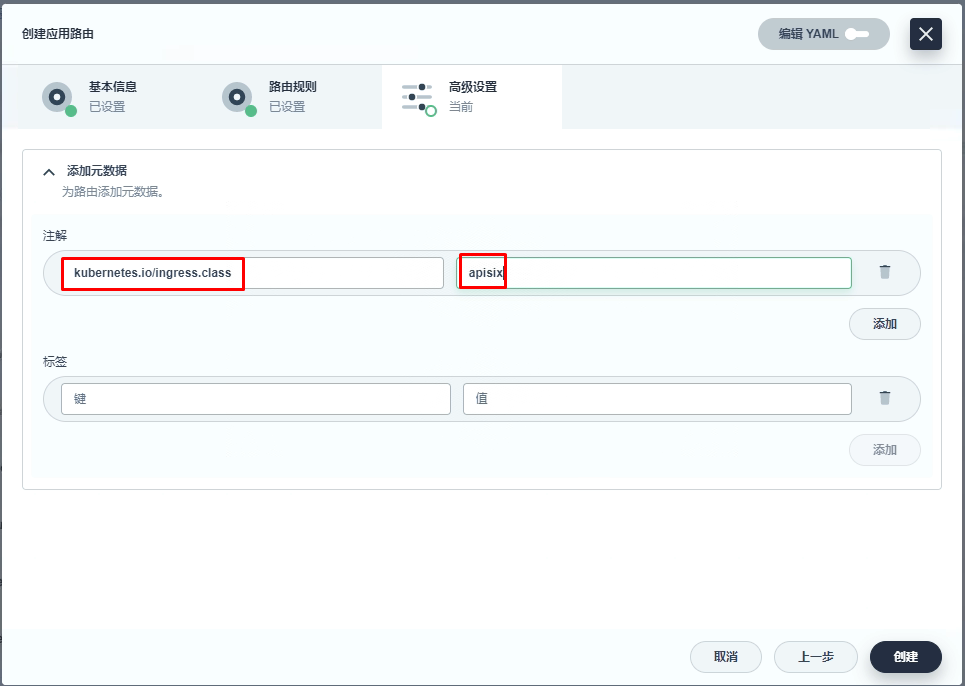 创建应用路由
编辑 YAML
基本信息
已设置
路由规则
已设置
高级设置
当前
添加元数据
为路由添加元数据。
注解
kubernetes.io/ingress.class
apisix
添加
标签
键
值
添加
取消
上一步
创建